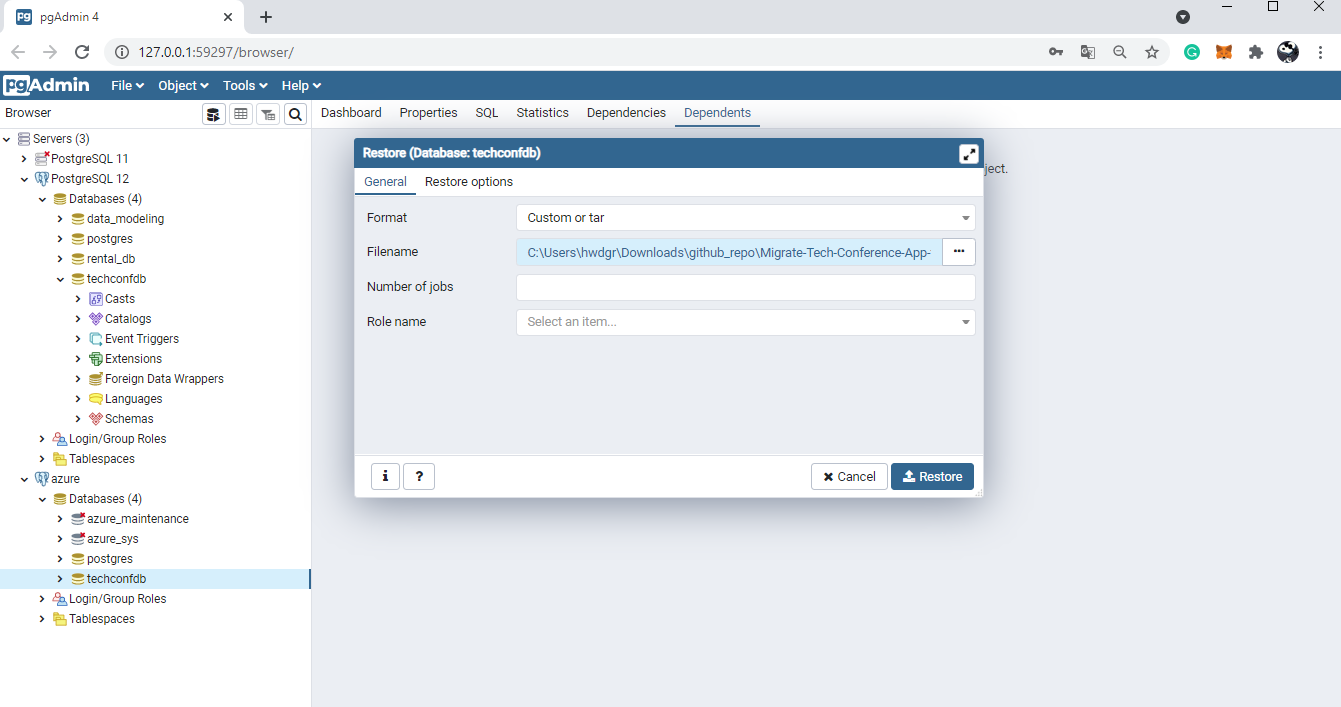 pgAdmin 4
127.0.0.1:59297/browser/
pgAdmin File Object Tools Help
Browser
Dashboard Properties SQL Statistics Dependencies Dependents
Servers (3)
PostgreSQL 11
PostgreSQL 12
Databases (4)
data_modeling
postgres
rental_db
techconfdb
Casts
Catalogs
Event Triggers
Extensions
Foreign Data Wrappers
Languages
Schemas
Login/Group Roles
Tablespaces
azure
Databases (4)
azure_maintenance
azure_sys
postgres
techconfdb
Login/Group Roles
Tablespaces
ject.
Restore (Database: techconfdb)
General Restore options
Format Custom or tar
Filename C:\Users\hwdgr\Downloads\github_repo\Migrate-Tech-Conference-App- ...
Number of jobs
Role name Select an item...
i ? Cancel Restore